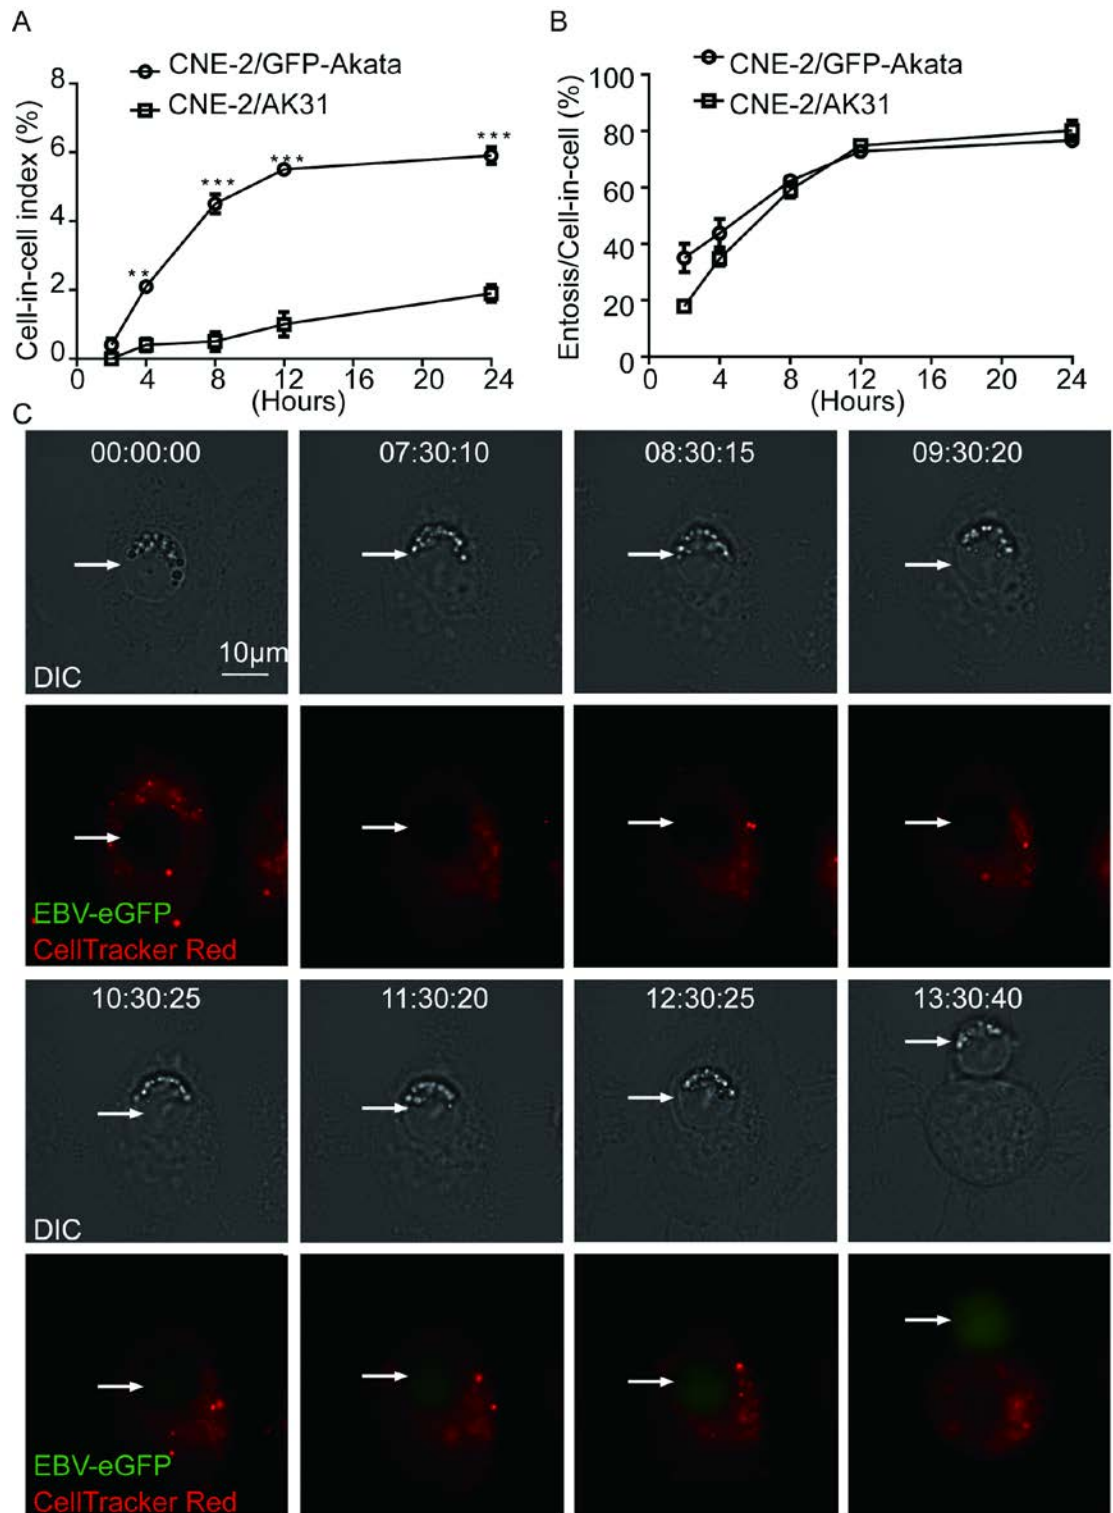 A
CNE-2/GFP-Akata
CNE-2/AK31
Cell-in-cell index (%)
8
6
4
2
0
**
***
***
***
0 4 8 12 16 20 24
(Hours)
B
CNE-2/GFP-Akata
CNE-2/AK31
Entosis/Cell-in-cell (%)
100
80
60
40
20
0
0 4 8 12 16 20 24
(Hours)
C
00:00:00 07:30:10 08:30:15 09:30:20
10μm
DIC
EBV-eGFP
CellTracker Red
10:30:25 11:30:20 12:30:25 13:30:40
DIC
EBV-eGFP
CellTracker Red